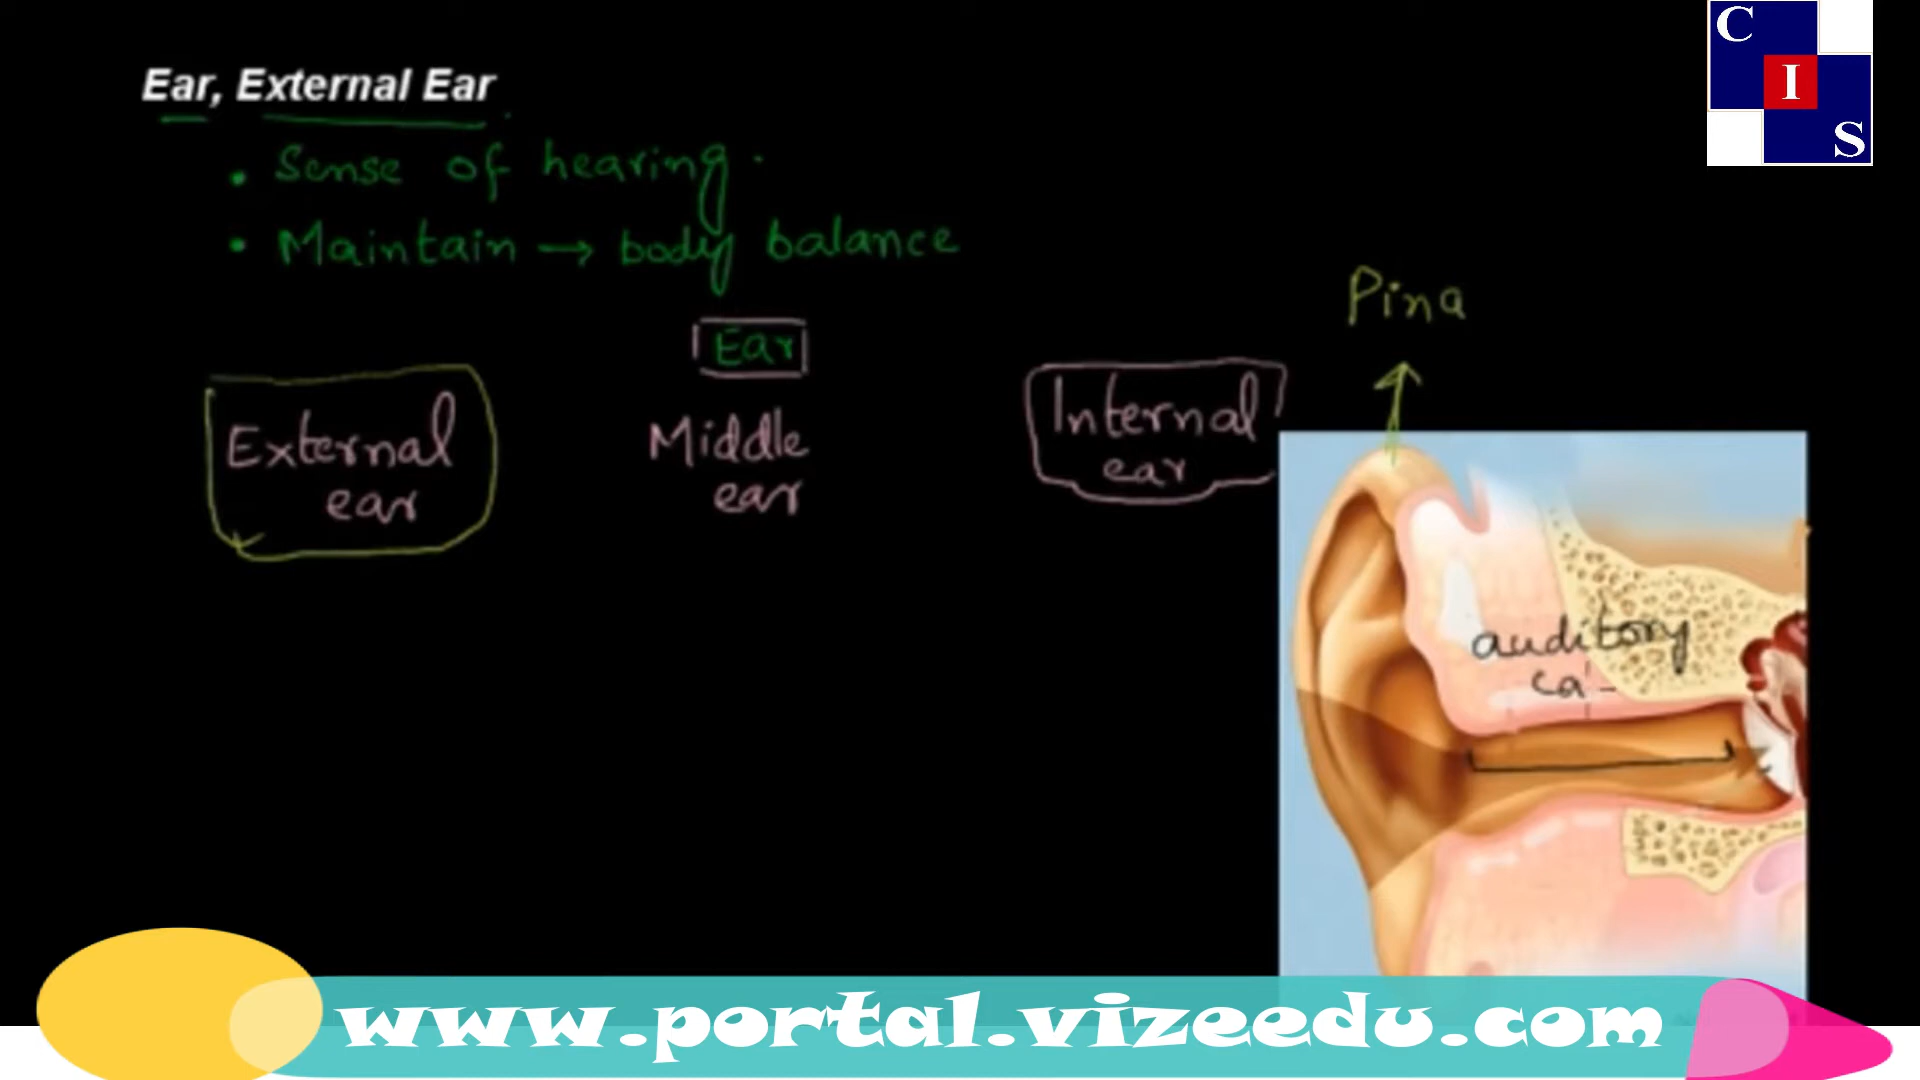 C
I
S
Ear, External Ear
• Sense of hearing.
• Maintain → body balance
Ear
External
ear
Middle
ear
Internal
ear
Pina
auditory
ca
www.portal.vizeedu.com